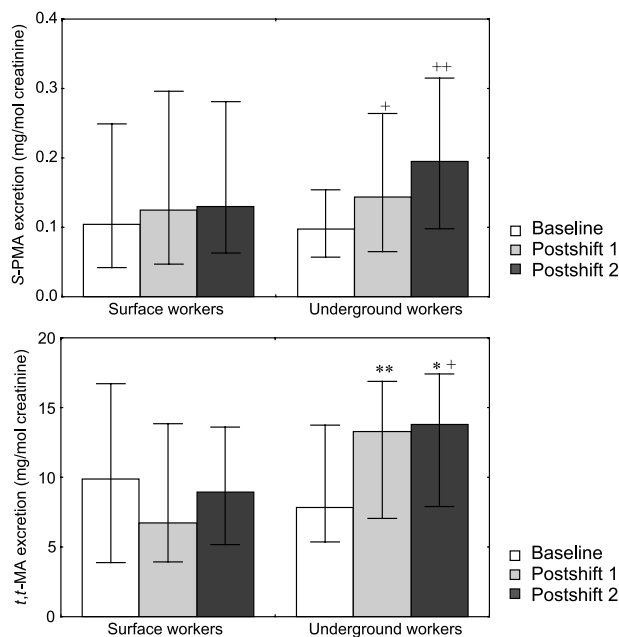 S-PMA excretion (mg/mol creatinine)
0.4
0.3
0.2
0.1
0.0
+
++
Surface workers
Underground workers
Baseline
Postshift 1
Postshift 2
t,t-MA excretion (mg/mol creatinine)
20
15
10
5
0
**
*+
Surface workers
Underground workers
Baseline
Postshift 1
Postshift 2